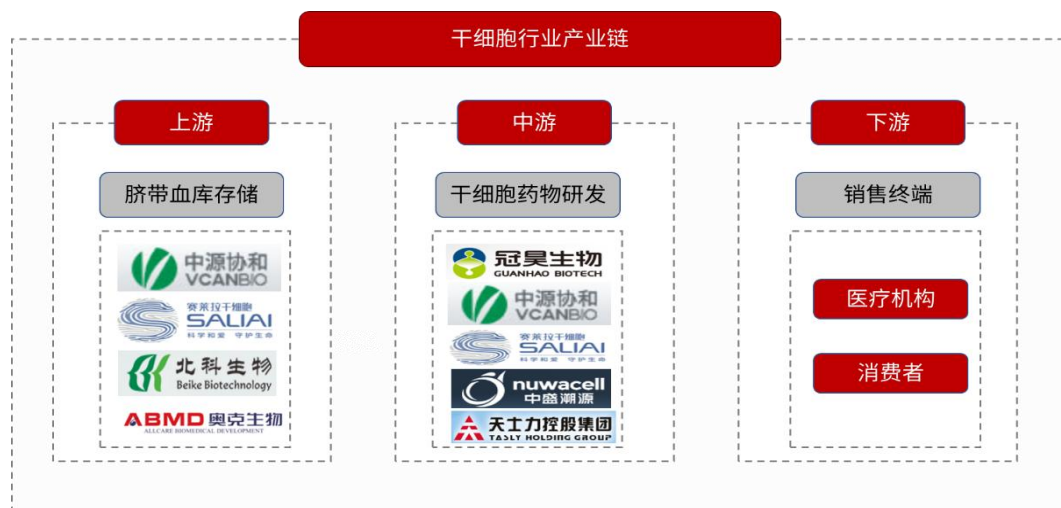 干细胞行业产业链
上游
脐带血库存储
中源协和
VCANBIO
赛莱拉干细胞
SALIAI
科学和爱 守护生命
北科生物
Beike Biotechnology
ABMD 奥克生物
ALLCARE BIOMEDICAL DEVELOPMENT
中游
干细胞药物研发
冠昊生物
GUANHAO BIOTECH
中源协和
VCANBIO
赛莱拉干细胞
SALIAI
科学和爱 守护生命
nuwacell
中盛溯源
天士力控股集团
TASLY HOLDING GROUP
下游
销售终端
医疗机构
消费者